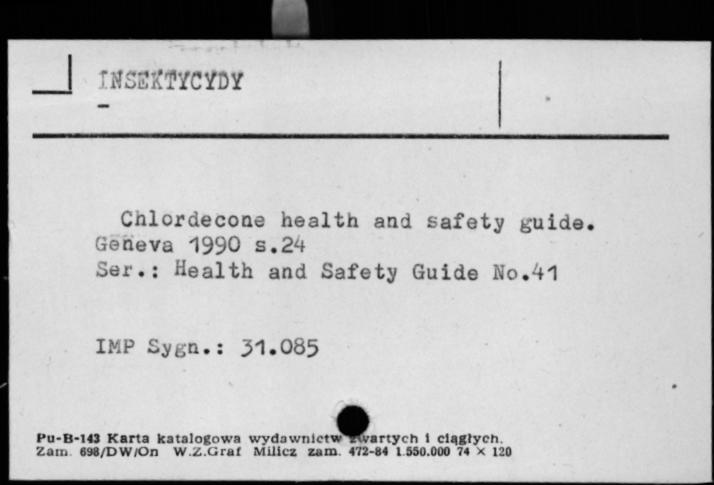 INSEKTYCYDY
Chlordecone health and safety guide.
Geneva 1990 s.24
Ser.: Health and Safety Guide No.41
IMP Sygn.: 31.085
Pu-B-143 Karta katalogowa wydawnictw zwartych i ciągłych.
Zam. 698/DW/On W.Z.Graf Milicz zam. 472-84 1.550.000 74 × 120